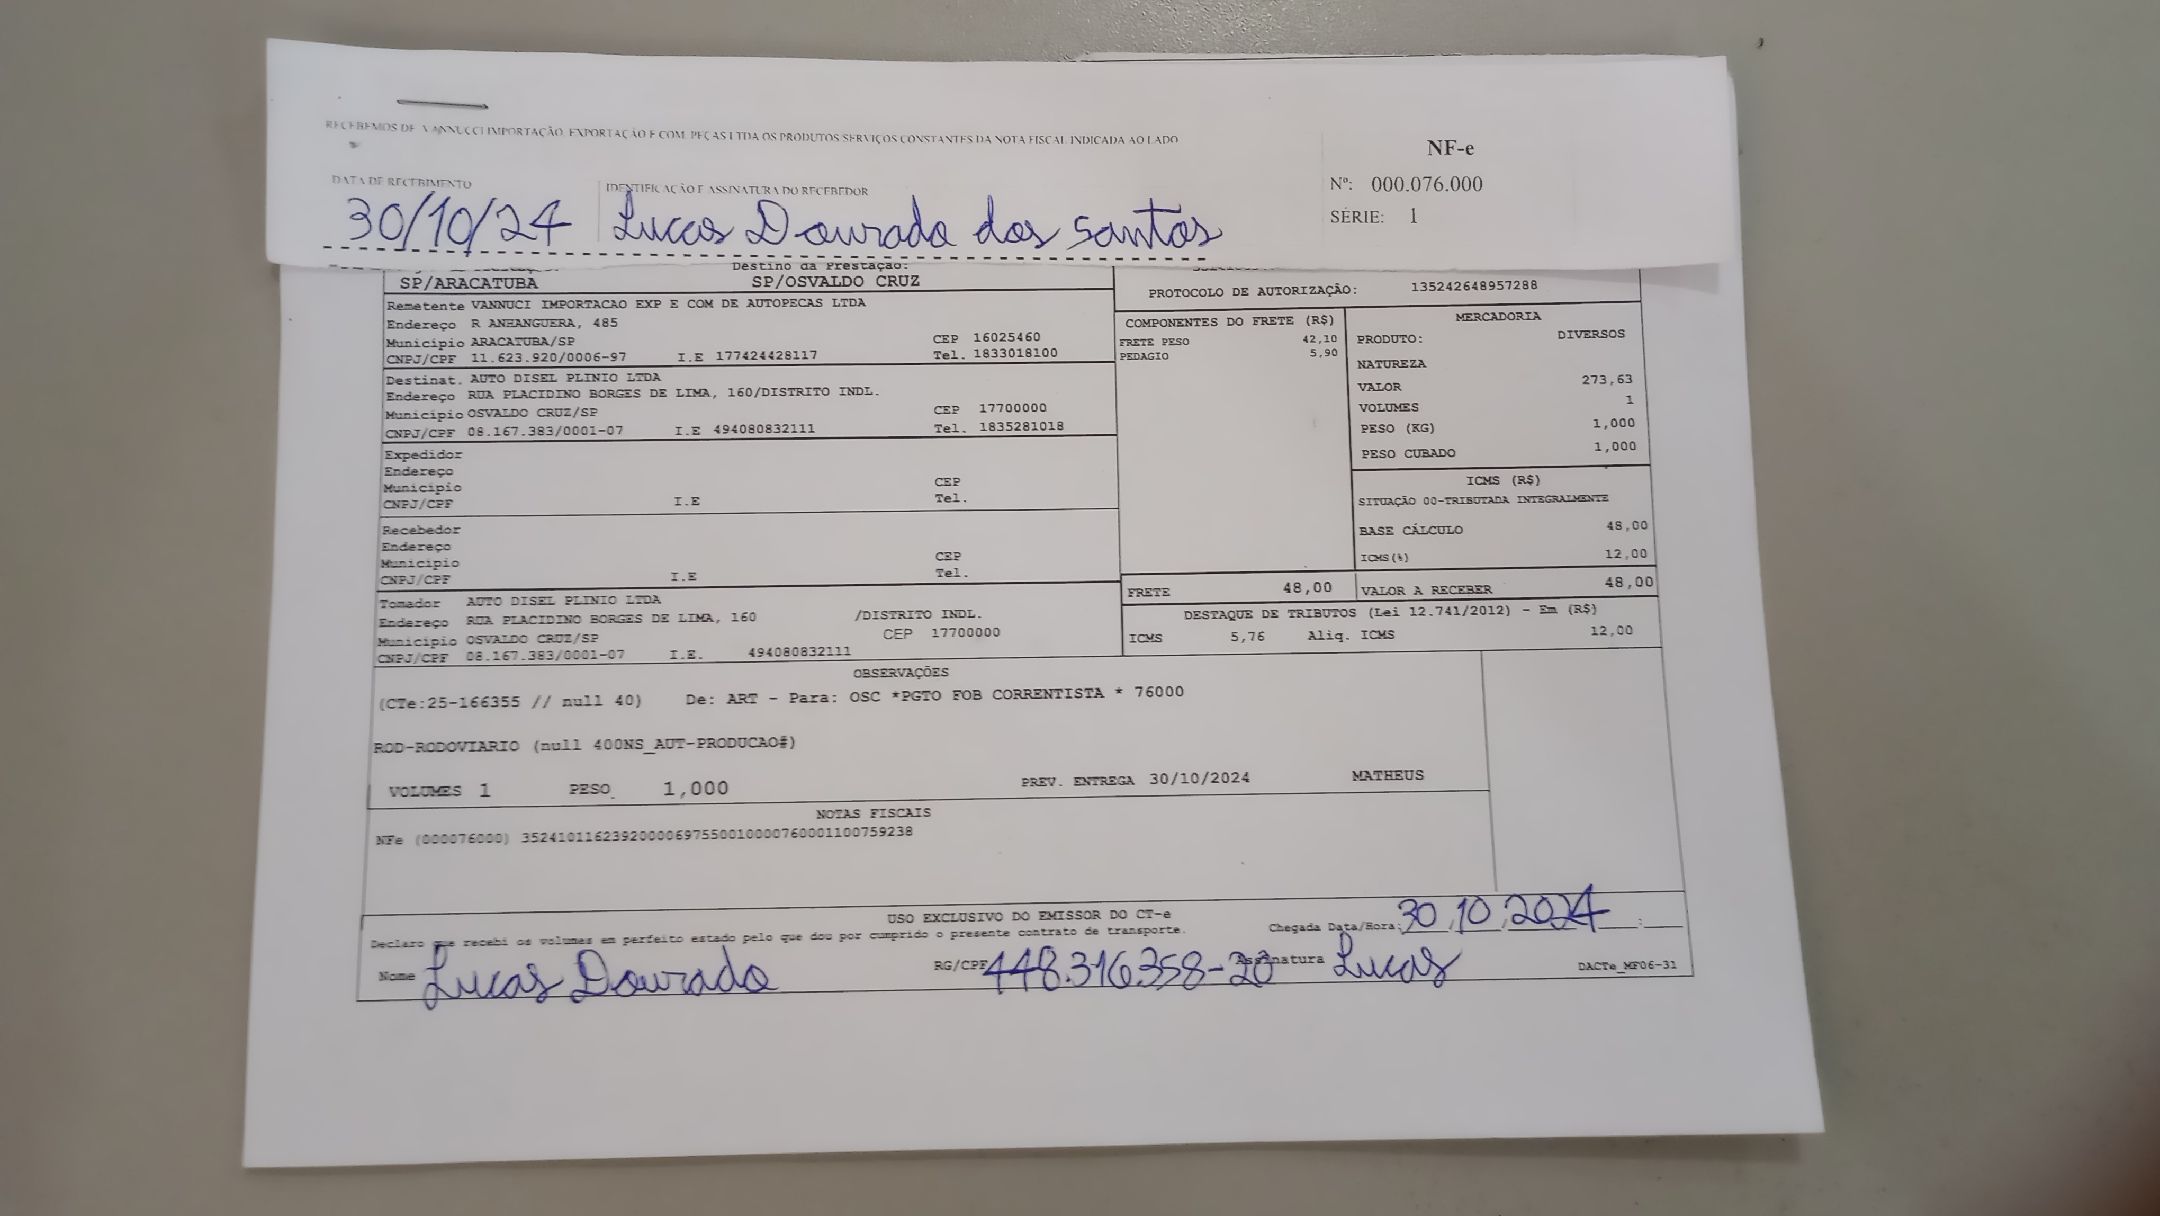 RECEBEMOS DE VANNUCCI IMPORTAÇÃO, EXPORTAÇÃO E COM. PEÇAS LTDA OS PRODUTOS SERVIÇOS CONSTANTES DA NOTA FISCAL INDICADA AO LADO
NF-e
Nº: 000.076.000
SÉRIE: 1
DATA DE RECEBIMENTO
IDENTIFICAÇÃO E ASSINATURA DO RECEBEDOR
30/10/24 Lucas Dourado dos Santos
Destino da Prestação:
SP/ARACATUBA SP/OSVALDO CRUZ
PROTOCOLO DE AUTORIZAÇÃO: 135242648957288
Remetente VANNUCI IMPORTACAO EXP E COM DE AUTOPECAS LTDA
Endereço R ANHANGUERA, 485
Municipio ARACATUBA/SP CEP 16025460
CNPJ/CPF 11.623.920/0006-97 I.E 177424428117 Tel. 1833018100
Destinat. AUTO DISEL PLINIO LTDA
Endereço RUA PLACIDINO BORGES DE LIMA, 160/DISTRITO INDL.
Municipio OSVALDO CRUZ/SP CEP 17700000
CNPJ/CPF 08.167.383/0001-07 I.E 494080832111 Tel. 1835281018
Expedidor
Endereço
Municipio CEP
CNPJ/CPF I.E Tel.
Recebedor
Endereço
Municipio CEP
CNPJ/CPF I.E Tel.
Tomador AUTO DISEL PLINIO LTDA
Endereço RUA PLACIDINO BORGES DE LIMA, 160 /DISTRITO INDL.
Municipio OSVALDO CRUZ/SP CEP 17700000
CNPJ/CPF 08.167.383/0001-07 I.E. 494080832111
COMPONENTES DO FRETE (R$)
FRETE PESO 42,10
PEDAGIO 5,90
MERCADORIA
PRODUTO: DIVERSOS
NATUREZA
VALOR 273,63
VOLUMES 1
PESO (KG) 1,000
PESO CUBADO 1,000
ICMS (R$)
SITUAÇÃO 00-TRIBUTADA INTEGRALMENTE
BASE CÁLCULO 48,00
ICMS(%) 12,00
FRETE 48,00 VALOR A RECEBER 48,00
DESTAQUE DE TRIBUTOS (Lei 12.741/2012) - Em (R$)
ICMS 5,76 Aliq. ICMS 12,00
OBSERVAÇÕES
(CTe:25-166355 // null 40) De: ART - Para: OSC *PGTO FOB CORRENTISTA * 76000
ROD-RODOVIARIO (null 400NS_AUT-PRODUCAO#)
VOLUMES 1 PESO 1,000 PREV. ENTREGA 30/10/2024 MATHEUS
NOTAS FISCAIS
NFe (000076000) 35241011623920000697550010000760001100759238
USO EXCLUSIVO DO EMISSOR DO CT-e
Declaro que recebi os volumes em perfeito estado pelo que dou por cumprido o presente contrato de transporte.
Chegada Data/Hora: 30 10 2024 :
Nome Lucas Dourado RG/CPF 448.316.358-20 Assinatura Lucas DACTe_MF06-31